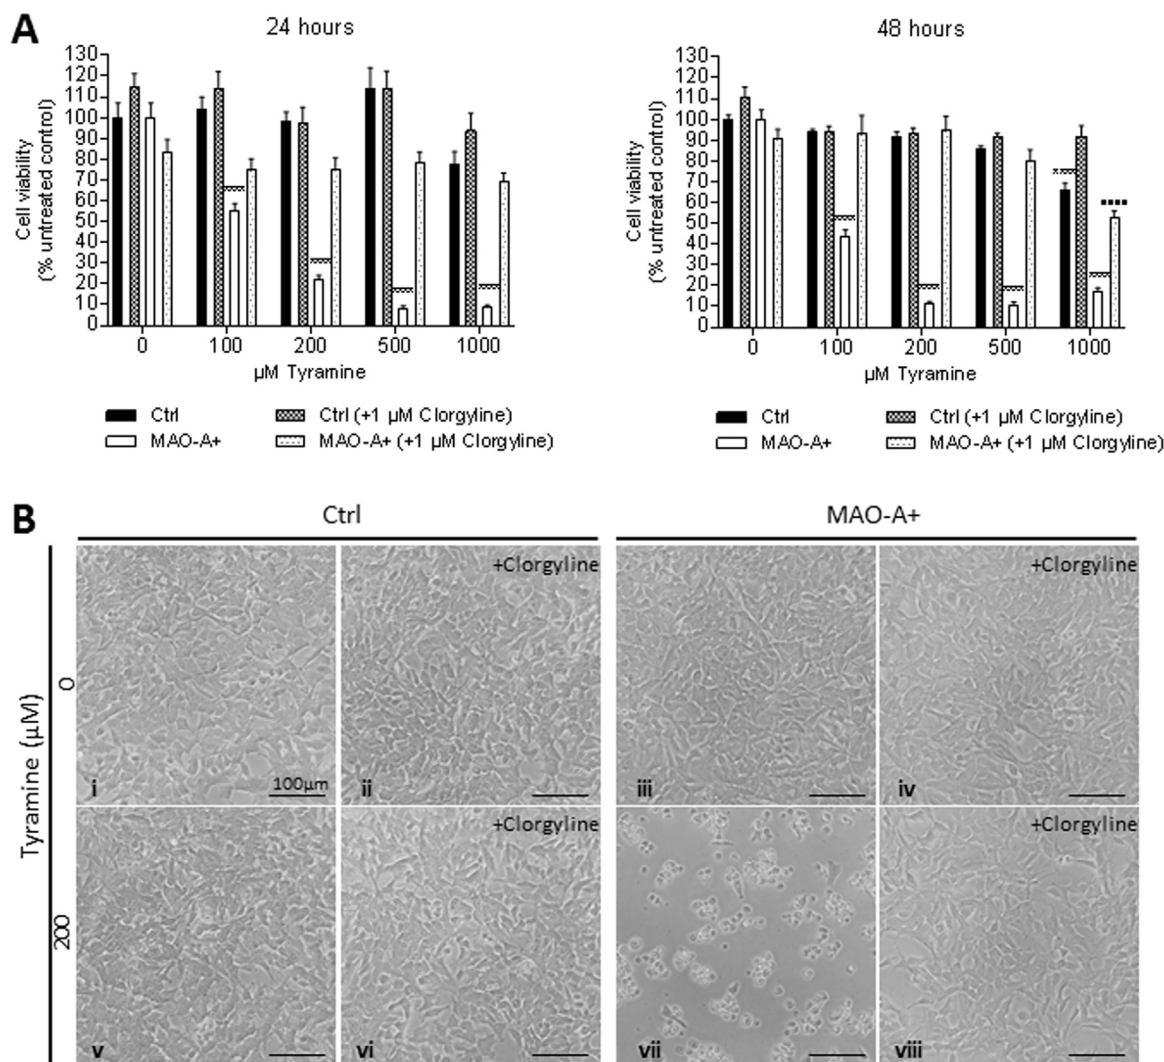 A
24 hours
130
120
110
100
90
80
70
60
50
40
30
20
10
0
Cell viability
(% untreated control)
0 100 200 500 1000
µM Tyramine
Ctrl Ctrl (+1 µM Clorgyline)
MAO-A+ MAO-A+ (+1 µM Clorgyline)
48 hours
130
120
110
100
90
80
70
60
50
40
30
20
10
0
Cell viability
(% untreated control)
0 100 200 500 1000
µM Tyramine
Ctrl Ctrl (+1 µM Clorgyline)
MAO-A+ MAO-A+ (+1 µM Clorgyline)
B
Ctrl MAO-A+
Tyramine (µM)
0
+Clorgyline +Clorgyline
i 100µm ii iii iv
200
+Clorgyline +Clorgyline
v vi vii viii